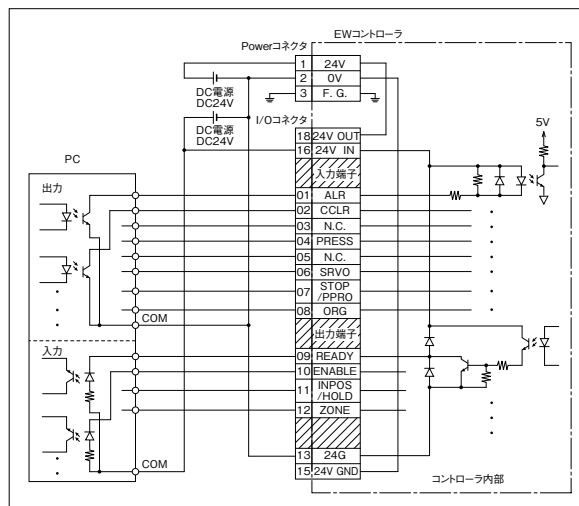 EWコントローラ
Powerコネクタ
1 24V
2 0V
3 F. G.
DC電源
DC24V
DC電源
DC24V
I/Oコネクタ
18 24V OUT
16 24V IN
5V
入力端子
PC
出力
01 ALR
02 CCLR
03 N.C.
04 PRESS
05 N.C.
06 SRVO
07 STOP
/PPRO
08 ORG
COM
出力端子
入力
09 READY
10 ENABLE
11 INPOS
/HOLD
12 ZONE
COM
13 24G
15 24V GND
コントローラ内部